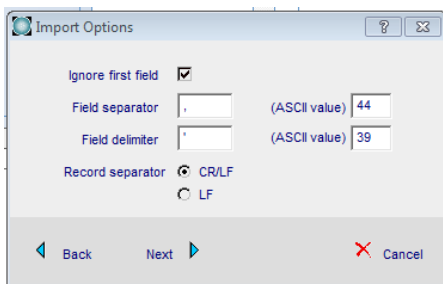 Import Options
Ignore first field
Field separator , (ASCII value) 44
Field delimiter ' (ASCII value) 39
Record separator CR/LF
LF
Back Next Cancel